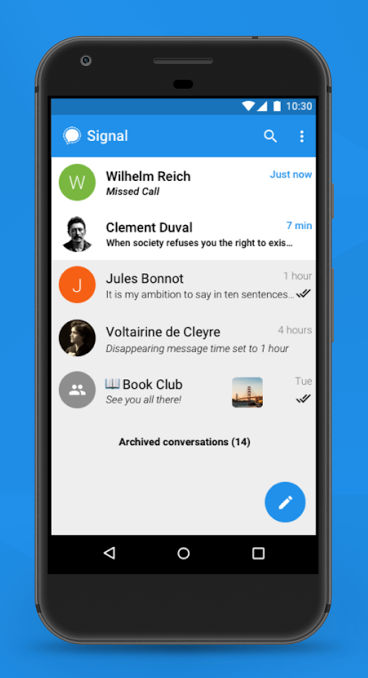 10:30
Signal
W
Wilhelm Reich
Just now
Missed Call
Clement Duval
7 min
When society refuses you the right to exis...
J
Jules Bonnot
1 hour
It is my ambition to say in ten sentences...
Voltairine de Cleyre
4 hours
Disappearing message time set to 1 hour
📖Book Club
Tue
See you all there!
Archived conversations (14)